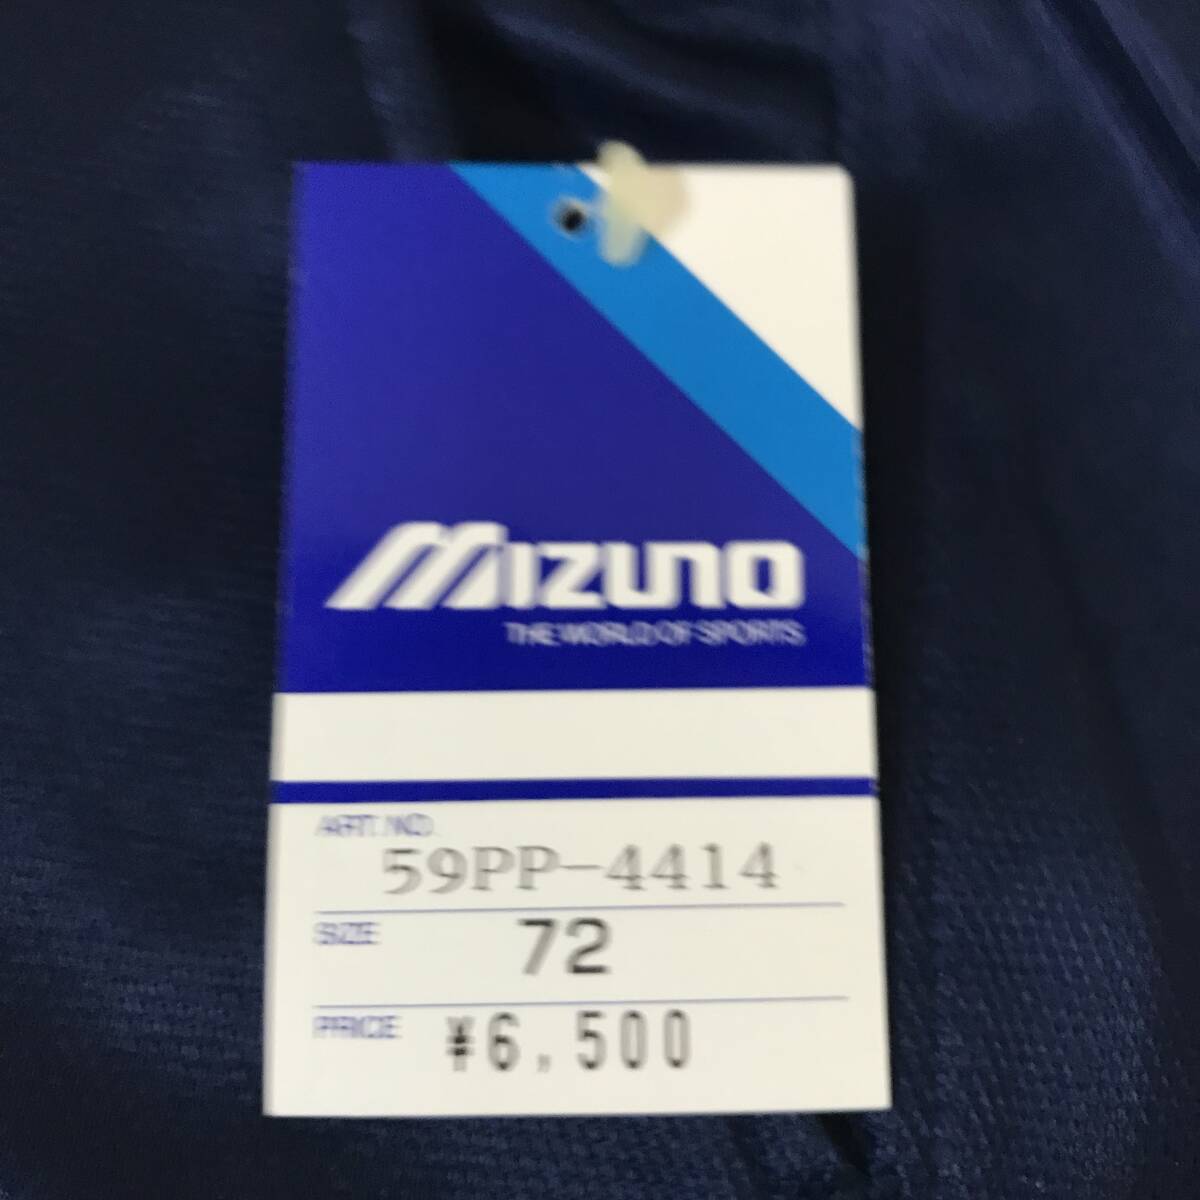 MIZUNO
THE WORLD OF SPORTS
ART. NO.
59PP-4414
SIZE 72
PRICE ¥6,500